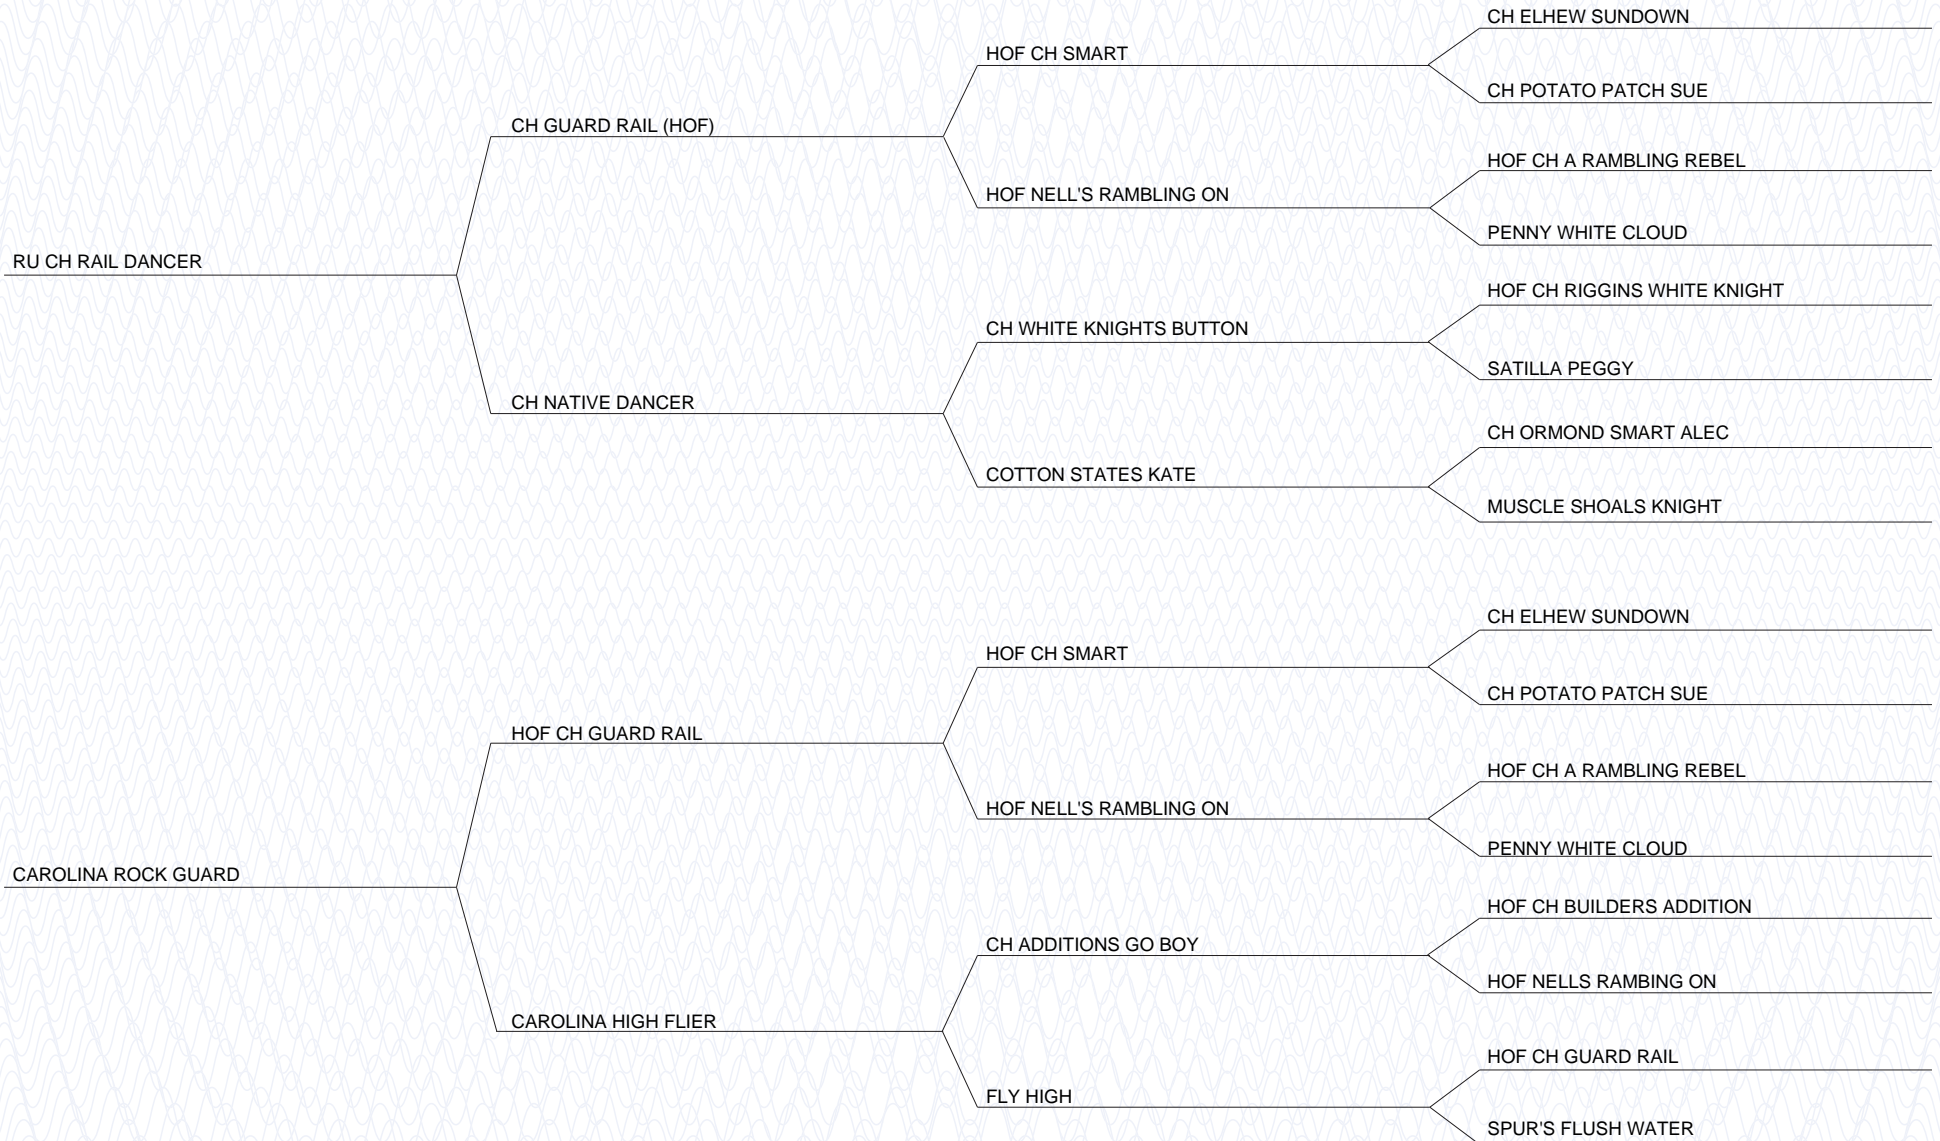 CH ELHEW SUNDOWN
HOF CH SMART
CH POTATO PATCH SUE
CH GUARD RAIL (HOF)
HOF CH A RAMBLING REBEL
HOF NELL'S RAMBLING ON
PENNY WHITE CLOUD
RU CH RAIL DANCER
HOF CH RIGGINS WHITE KNIGHT
CH WHITE KNIGHTS BUTTON
SATILLA PEGGY
CH NATIVE DANCER
CH ORMOND SMART ALEC
COTTON STATES KATE
MUSCLE SHOALS KNIGHT
CH ELHEW SUNDOWN
HOF CH SMART
CH POTATO PATCH SUE
HOF CH GUARD RAIL
HOF CH A RAMBLING REBEL
HOF NELL'S RAMBLING ON
PENNY WHITE CLOUD
CAROLINA ROCK GUARD
HOF CH BUILDERS ADDITION
CH ADDITIONS GO BOY
HOF NELLS RAMBING ON
CAROLINA HIGH FLIER
HOF CH GUARD RAIL
FLY HIGH
SPUR'S FLUSH WATER